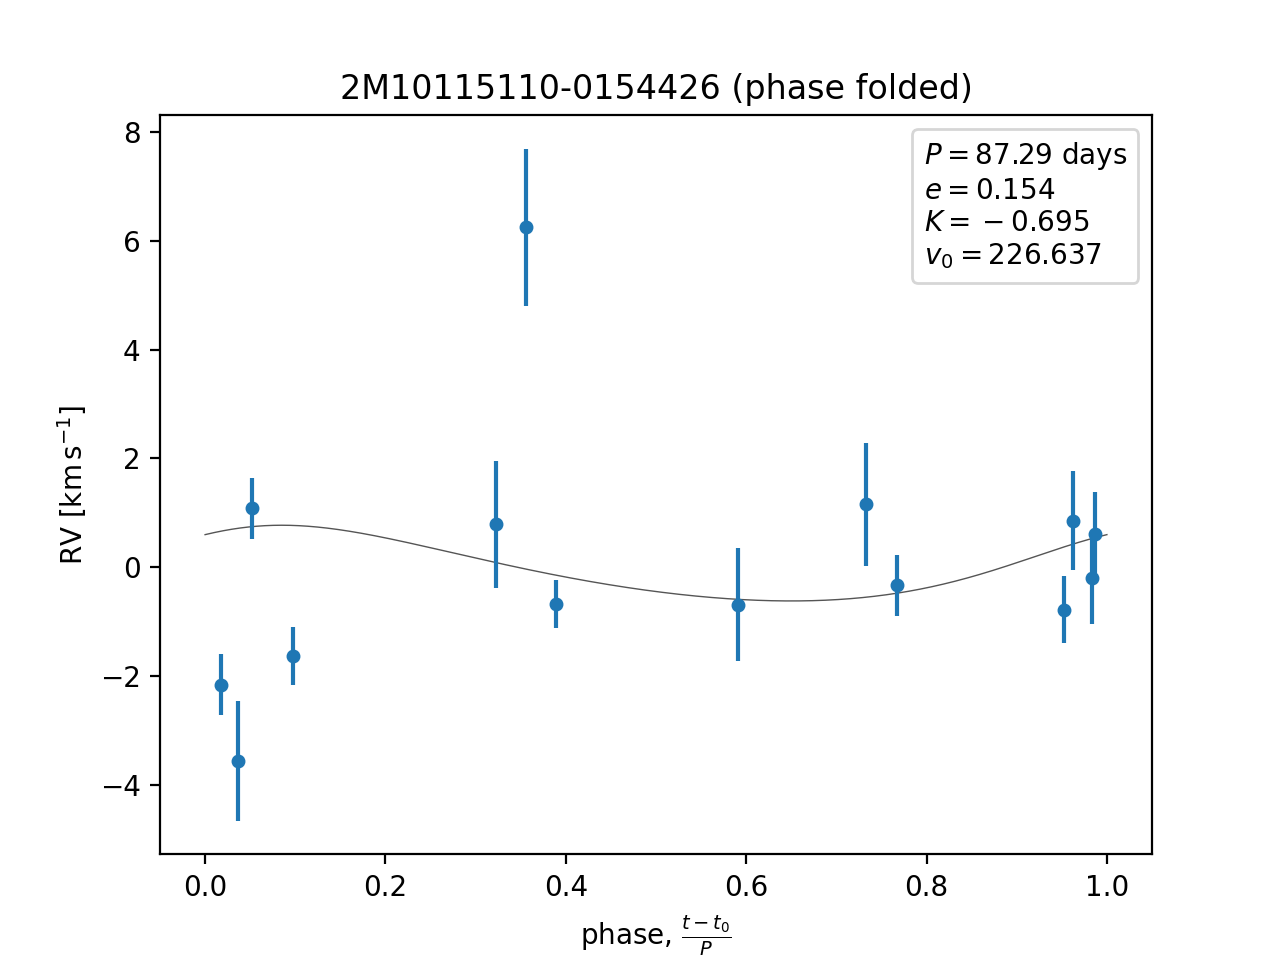 2M10115110-0154426 (phase folded)
P = 87.29 days
e = 0.154
K = −0.695
v₀ = 226.637
8
6
4
2
0
−2
−4
RV [km s⁻¹]
0.0 0.2 0.4 0.6 0.8 1.0
phase, (t − t₀)/P